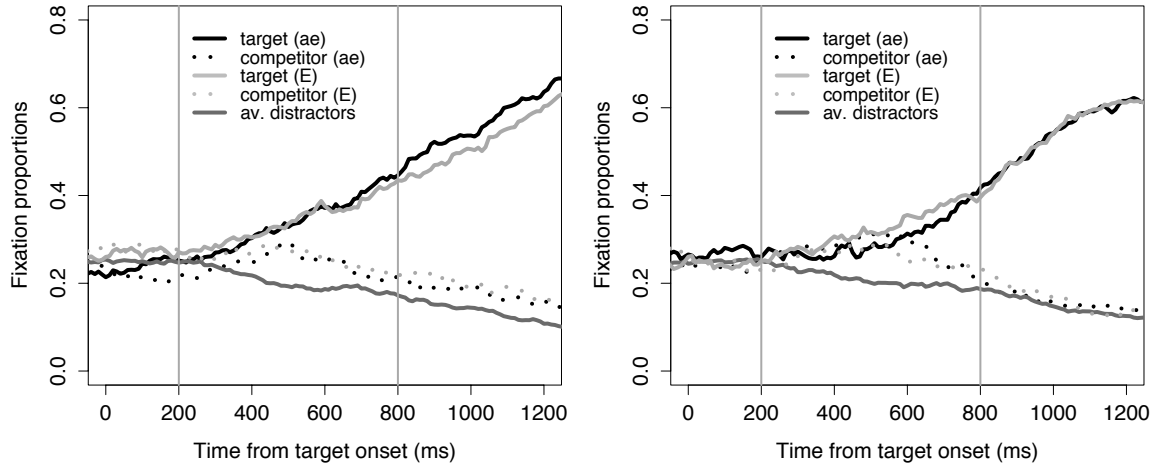 0.8
0.6
0.4
0.2
0.0
Fixation proportions
target (ae)
competitor (ae)
target (E)
competitor (E)
av. distractors
0 200 400 600 800 1000 1200
Time from target onset (ms)
0.8
0.6
0.4
0.2
0.0
Fixation proportions
target (ae)
competitor (ae)
target (E)
competitor (E)
av. distractors
0 200 400 600 800 1000 1200
Time from target onset (ms)